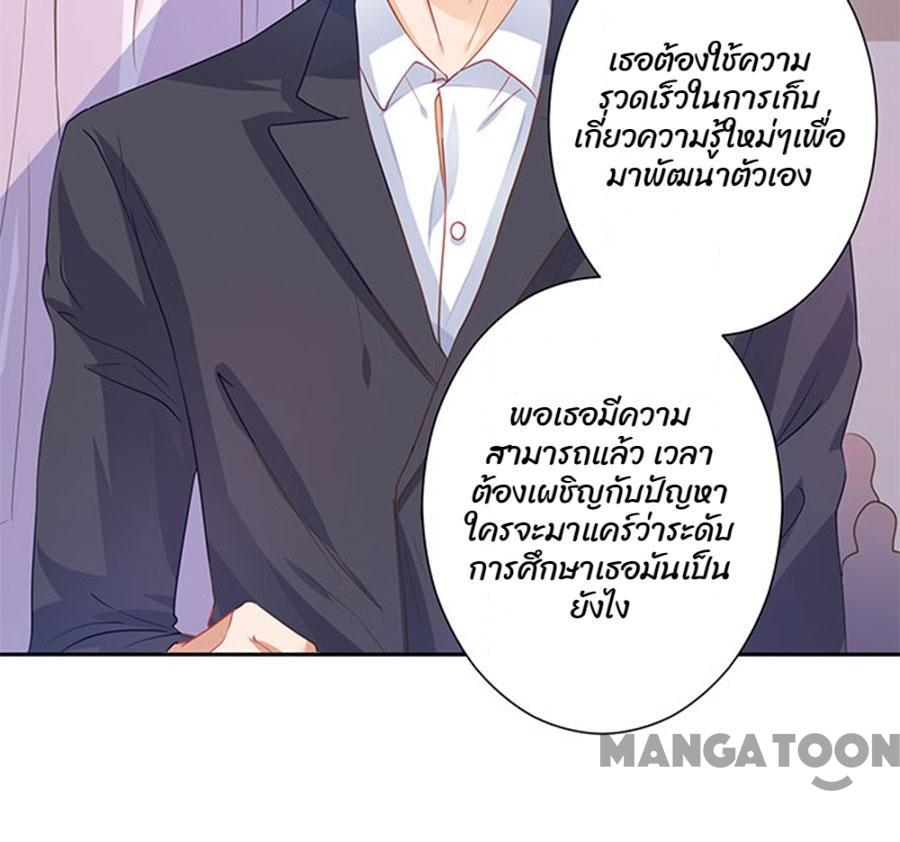 เธอต้องใช้ความ
รวดเร็วในการเก็บ
เกี่ยวความรู้ใหม่ๆเพื่อ
มาพัฒนาตัวเอง
พอเธอมีความ
สามารถแล้ว เวลา
ต้องเผชิญกับปัญหา
ใครจะมาแคร์ว่าระดับ
การศึกษาเธอมันเป็น
ยังไง
MANGATOON